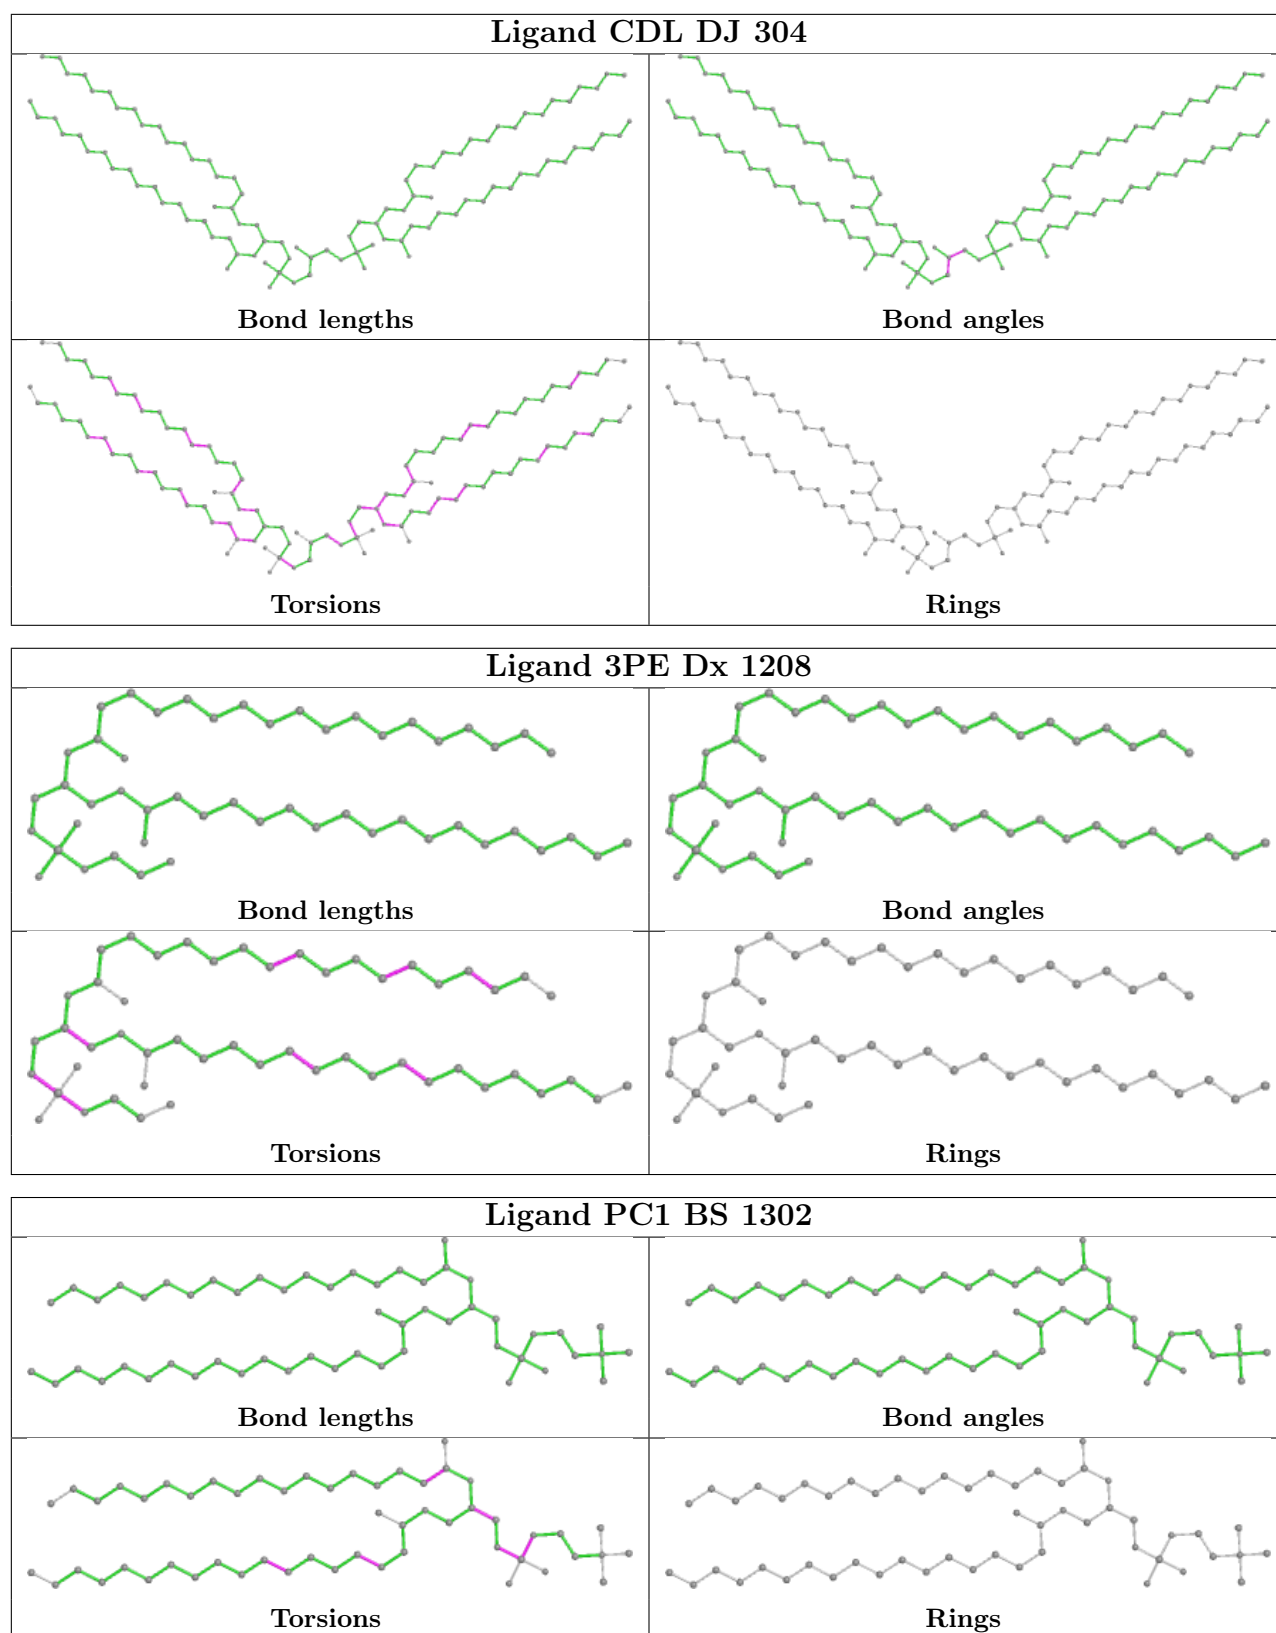 Ligand CDL DJ 304
Bond lengths
Bond angles
Torsions
Rings
Ligand 3PE Dx 1208
Bond lengths
Bond angles
Torsions
Rings
Ligand PC1 BS 1302
Bond lengths
Bond angles
Torsions
Rings